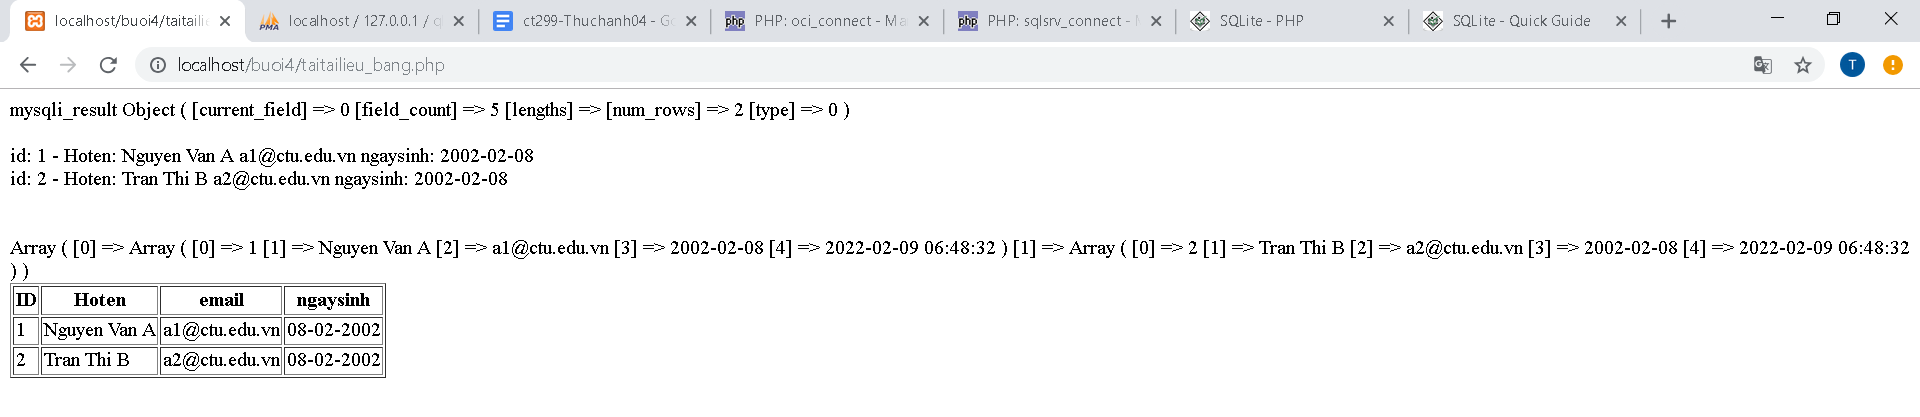 localhost/buoi4/taitailie
localhost / 127.0.0.1 / q
ct299-Thuchanh04 - Go
PHP: oci_connect - Ma
PHP: sqlsrv_connect - M
SQLite - PHP
SQLite - Quick Guide
localhost/buoi4/taitailieu_bang.php
T
mysqli_result Object ( [current_field] => 0 [field_count] => 5 [lengths] => [num_rows] => 2 [type] => 0 )
id: 1 - Hoten: Nguyen Van A a1@ctu.edu.vn ngaysinh: 2002-02-08
id: 2 - Hoten: Tran Thi B a2@ctu.edu.vn ngaysinh: 2002-02-08
Array ( [0] => Array ( [0] => 1 [1] => Nguyen Van A [2] => a1@ctu.edu.vn [3] => 2002-02-08 [4] => 2022-02-09 06:48:32 ) [1] => Array ( [0] => 2 [1] => Tran Thi B [2] => a2@ctu.edu.vn [3] => 2002-02-08 [4] => 2022-02-09 06:48:32
) )
ID Hoten email ngaysinh
1 Nguyen Van A a1@ctu.edu.vn 08-02-2002
2 Tran Thi B a2@ctu.edu.vn 08-02-2002